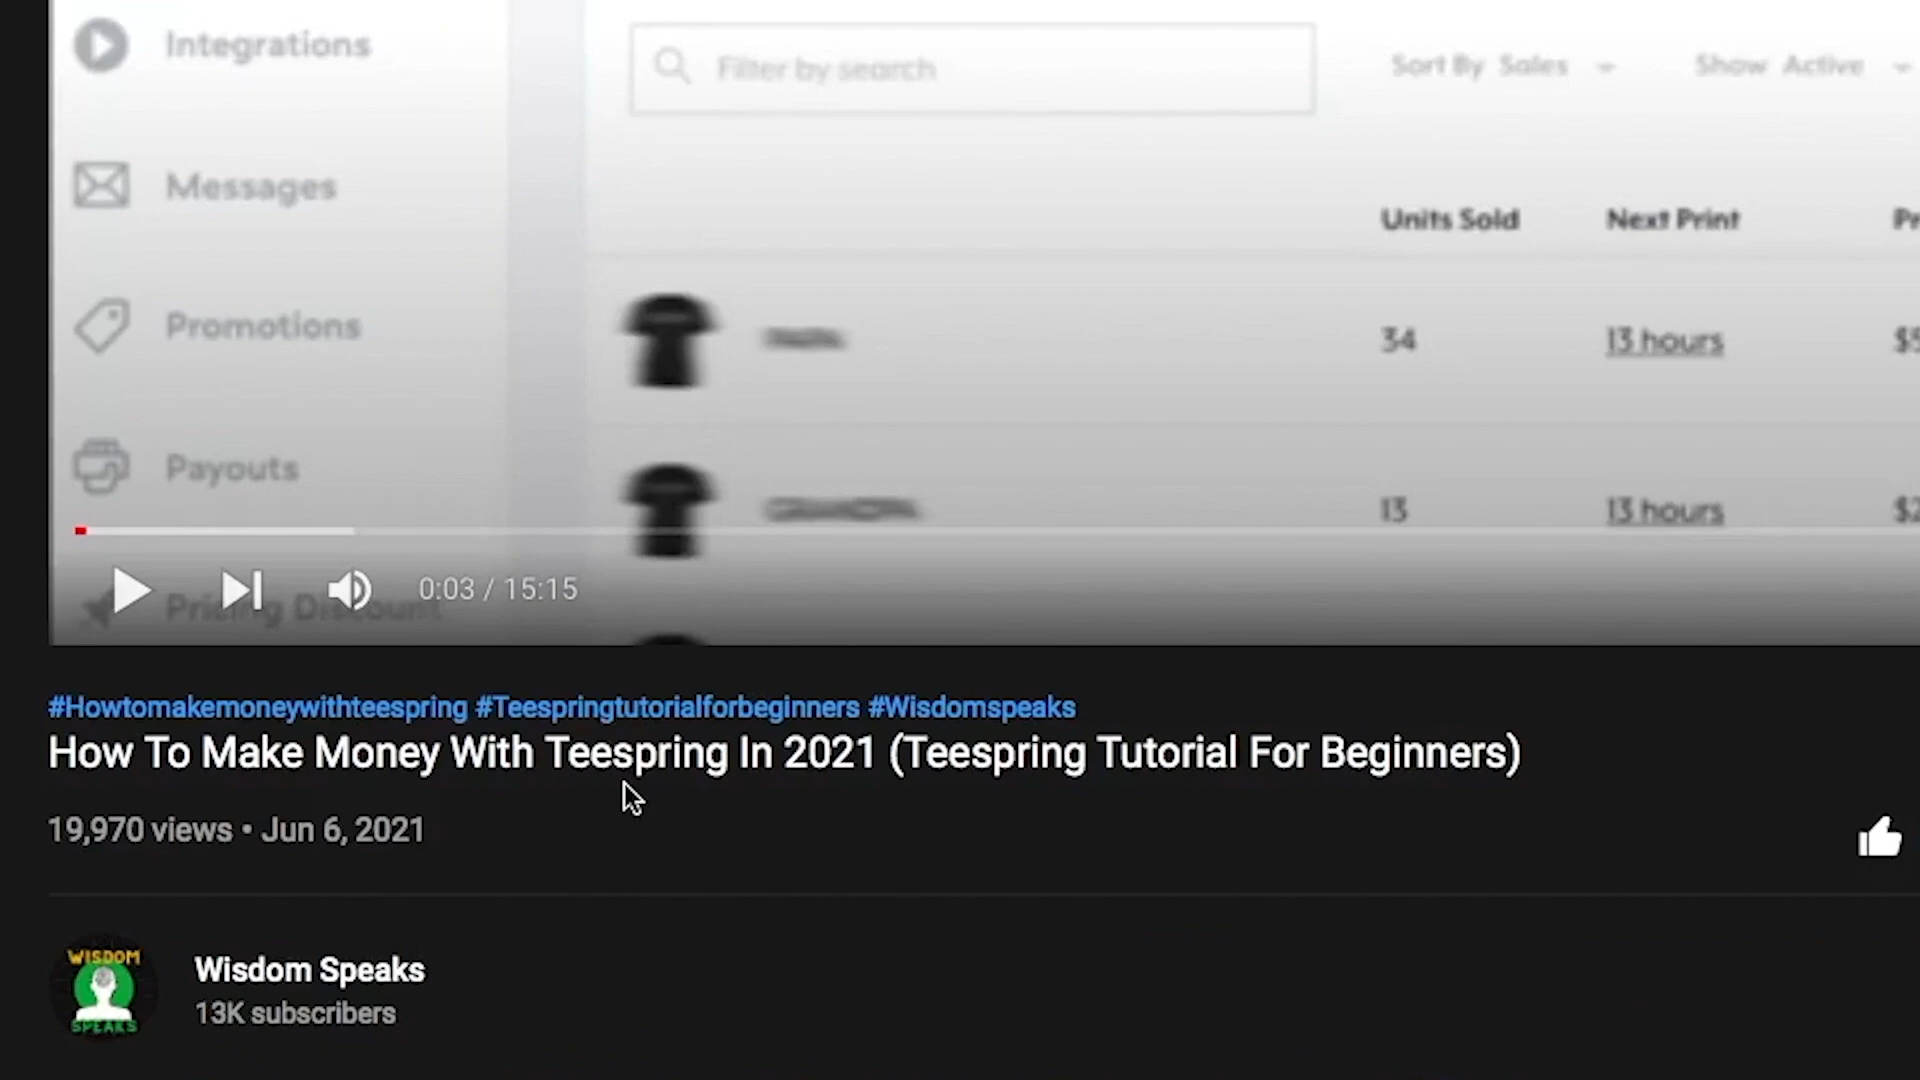 Integrations
Filter by search
Sort By Sales
Show Active
Messages
Units Sold
Next Print
Promotions
34
13 hours
Payouts
13
13 hours
0:03 / 15:15
Pricing Discount
#Howtomakemoneywithteespring #Teespringtutorialforbeginners #Wisdomspeaks
How To Make Money With Teespring In 2021 (Teespring Tutorial For Beginners)
19,970 views • Jun 6, 2021
WISDOM
SPEAKS
Wisdom Speaks
13K subscribers